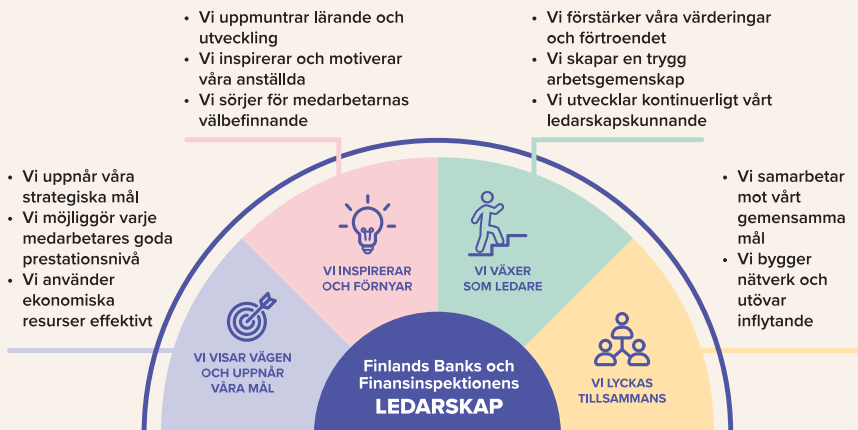 • Vi uppmuntrar lärande och
utveckling
• Vi inspirerar och motiverar
våra anställda
• Vi sörjer för medarbetarnas
välbefinnande
• Vi förstärker våra värderingar
och förtroendet
• Vi skapar en trygg
arbetsgemenskap
• Vi utvecklar kontinuerligt vårt
ledarskapskunnande
• Vi uppnår våra
strategiska mål
• Vi möjliggör varje
medarbetares goda
prestationsnivå
• Vi använder
ekonomiska
resurser effektivt
• Vi samarbetar
mot vårt
gemensamma
mål
• Vi bygger
nätverk och
utövar
inflytande
VI VISAR VÄGEN
OCH UPPNÅR
VÅRA MÅL
VI INSPIRERAR
OCH FÖRNYAR
VI VÄXER
SOM LEDARE
VI LYCKAS
TILLSAMMANS
Finlands Banks och
Finansinspektionens
LEDARSKAP